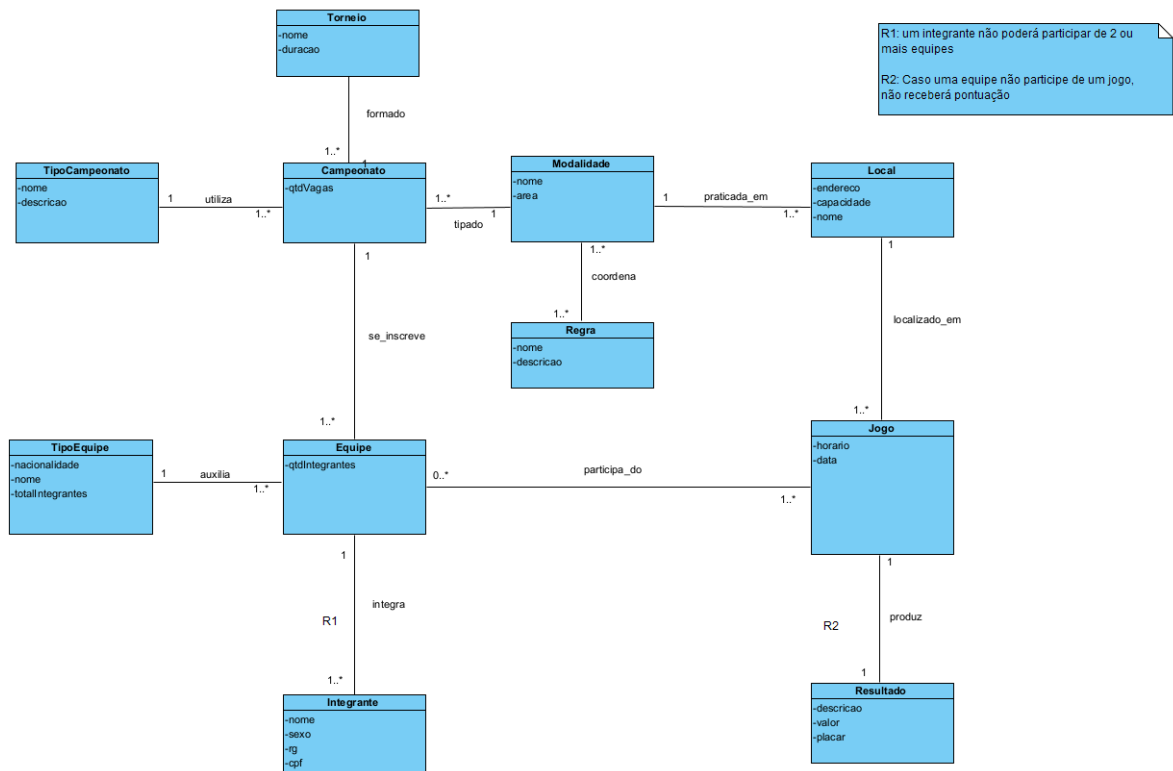 Torneio
-nome
-duracao
R1: um integrante não poderá participar de 2 ou
mais equipes
R2: Caso uma equipe não participe de um jogo,
não receberá pontuação
formado
1..*
1
TipoCampeonato
-nome
-descricao
1
utiliza
1..*
Campeonato
-qtdVagas
1..*
tipado
1
Modalidade
-nome
-area
1
praticada_em
1..*
Local
-endereco
-capacidade
-nome
1
se_inscreve
1..*
1..*
coordena
1..*
Regra
-nome
-descricao
1
localizado_em
1..*
TipoEquipe
-nacionalidade
-nome
-totalIntegrantes
1
auxilia
1..*
Equipe
-qtdIntegrantes
0..*
participa_do
1..*
Jogo
-horario
-data
1
integra
R1
1..*
Integrante
-nome
-sexo
-rg
-cpf
1
produz
R2
1
Resultado
-descricao
-valor
-placar